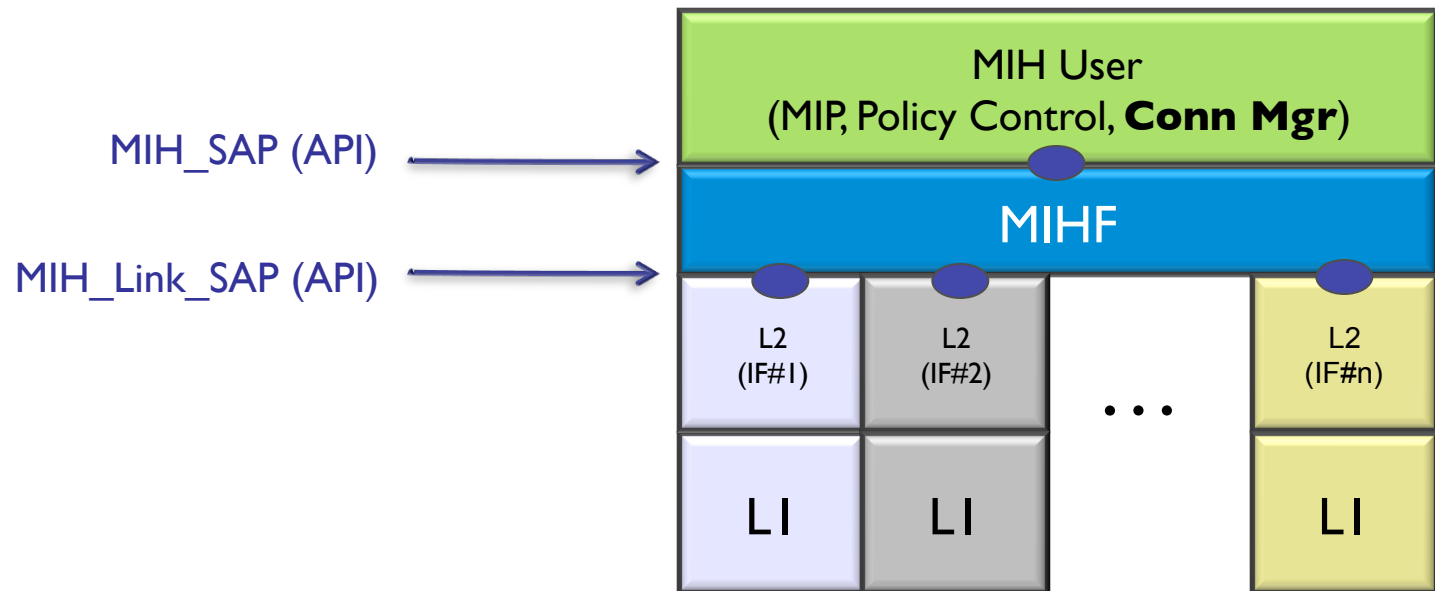 MIH User
(MIP, Policy Control, Conn Mgr)
MIH_SAP (API)
MIHF
MIH_Link_SAP (API)
L2
(IF#1)
L2
(IF#2)
L2
(IF#n)
...
L1
L1
L1